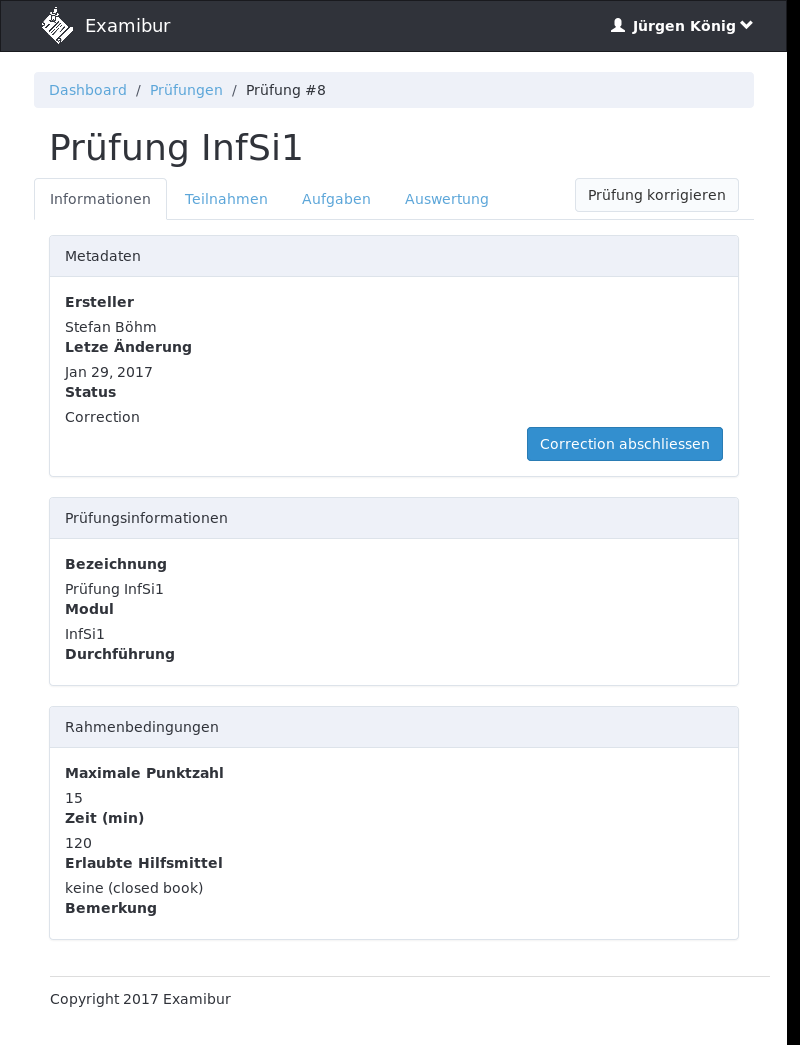 Examibur
Jürgen König
Dashboard / Prüfungen / Prüfung #8
Prüfung InfSi1
Informationen Teilnahmen Aufgaben Auswertung Prüfung korrigieren
Metadaten
Ersteller
Stefan Böhm
Letze Änderung
Jan 29, 2017
Status
Correction
Correction abschliessen
Prüfungsinformationen
Bezeichnung
Prüfung InfSi1
Modul
InfSi1
Durchführung
Rahmenbedingungen
Maximale Punktzahl
15
Zeit (min)
120
Erlaubte Hilfsmittel
keine (closed book)
Bemerkung
Copyright 2017 Examibur